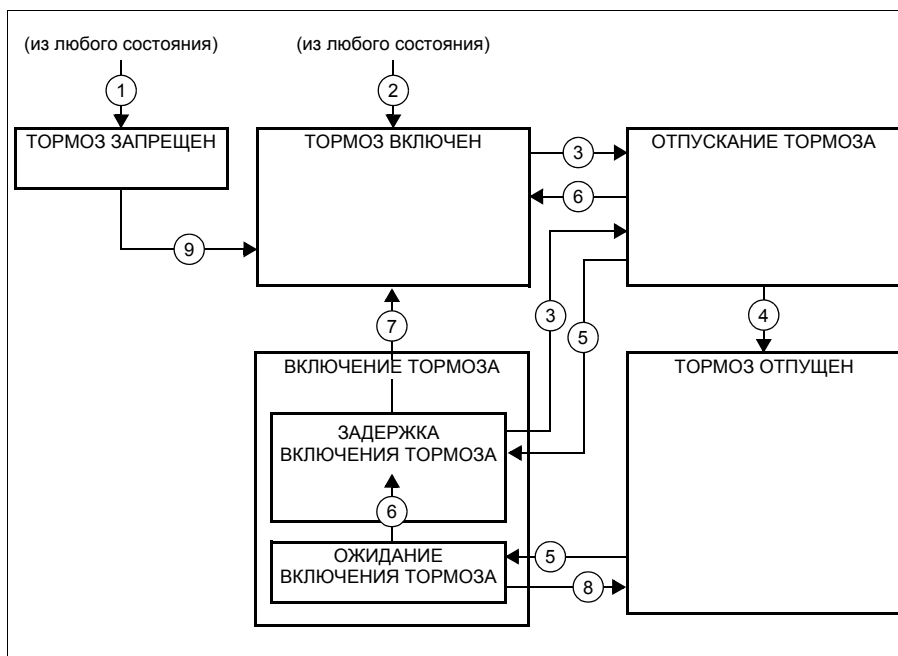 (из любого состояния)
(из любого состояния)
1
2
ТОРМОЗ ЗАПРЕЩЕН
ТОРМОЗ ВКЛЮЧЕН
ОТПУСКАНИЕ ТОРМОЗА
3
6
9
7
3
5
4
ВКЛЮЧЕНИЕ ТОРМОЗА
ТОРМОЗ ОТПУЩЕН
ЗАДЕРЖКА
ВКЛЮЧЕНИЯ ТОРМОЗА
6
ОЖИДАНИЕ
ВКЛЮЧЕНИЯ ТОРМОЗА
5
8